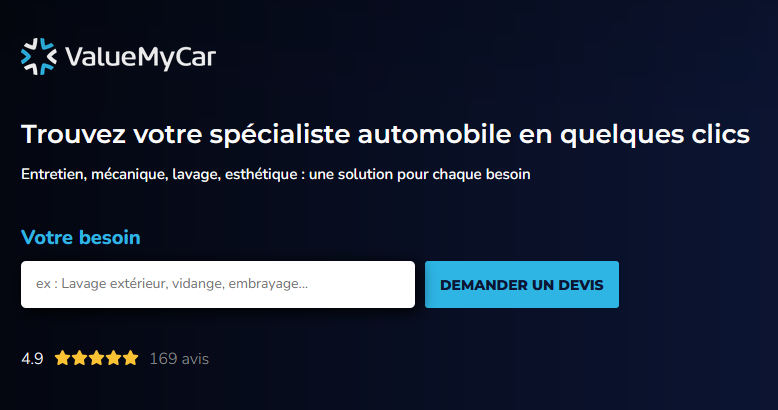 ValueMyCar
Trouvez votre spécialiste automobile en quelques clics
Entretien, mécanique, lavage, esthétique : une solution pour chaque besoin
Votre besoin
ex : Lavage extérieur, vidange, embrayage...
DEMANDER UN DEVIS
4.9 169 avis